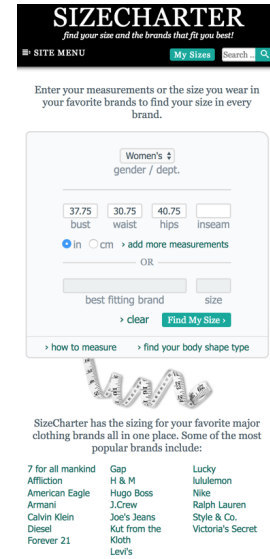 SIZECHARTER
find your size and the brands that fit you best!
SITE MENU
My Sizes
Search ..
Enter your measurements or the size you wear in
your favorite brands to find your size in every
brand.
Women's
gender / dept.
37.75 30.75 40.75
bust waist hips inseam
in cm › add more measurements
OR
best fitting brand size
› clear Find My Size ›
› how to measure › find your body shape type
SizeCharter has the sizing for your favorite major
clothing brands all in one place. Some of the most
popular brands include:
7 for all mankind
Affliction
American Eagle
Armani
Calvin Klein
Diesel
Forever 21
Gap
H & M
Hugo Boss
J.Crew
Joe's Jeans
Kut from the
Kloth
Levi's
Lucky
lululemon
Nike
Ralph Lauren
Style & Co.
Victoria's Secret